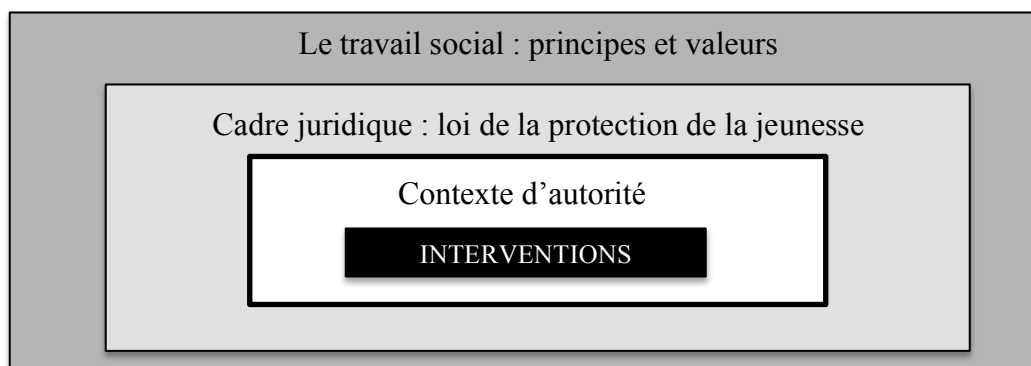 Le travail social : principes et valeurs
Cadre juridique : loi de la protection de la jeunesse
Contexte d’autorité
INTERVENTIONS